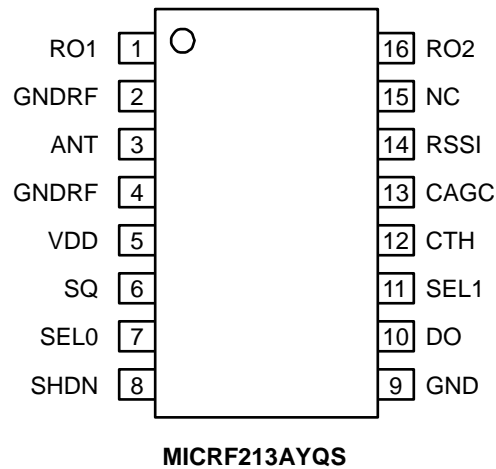 RO1 1 16 RO2
GNDRF 2 15 NC
ANT 3 14 RSSI
GNDRF 4 13 CAGC
VDD 5 12 CTH
SQ 6 11 SEL1
SEL0 7 10 DO
SHDN 8 9 GND
MICRF213AYQS